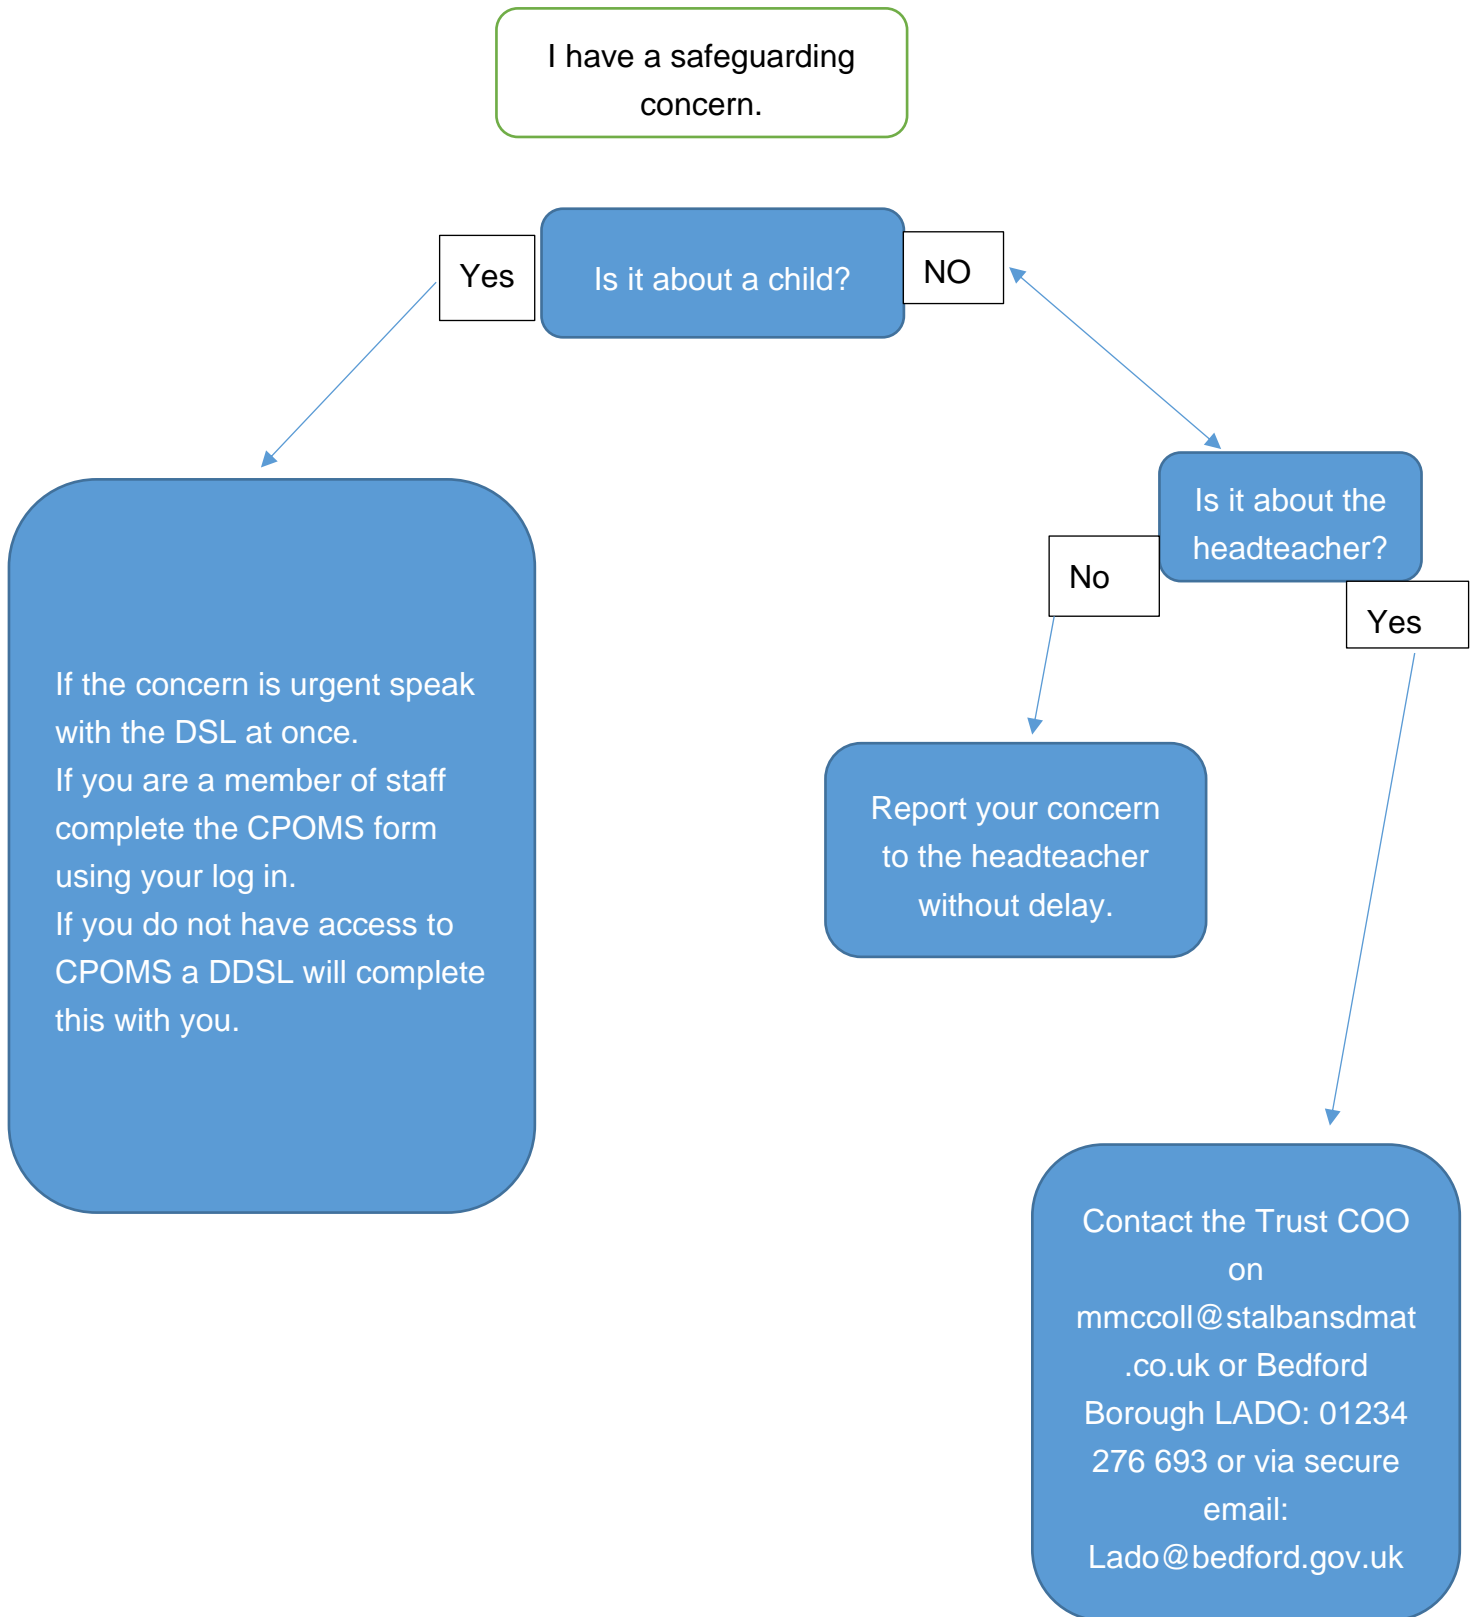 I have a safeguarding
concern.
Yes
Is it about a child?
NO
Is it about the
headteacher?
No
Yes
If the concern is urgent speak
with the DSL at once.
If you are a member of staff
complete the CPOMS form
using your log in.
If you do not have access to
CPOMS a DDSL will complete
this with you.
Report your concern
to the headteacher
without delay.
Contact the Trust COO
on
mmccoll@stalbansdmat
.co.uk or Bedford
Borough LADO: 01234
276 693 or via secure
email:
Lado@bedford.gov.uk